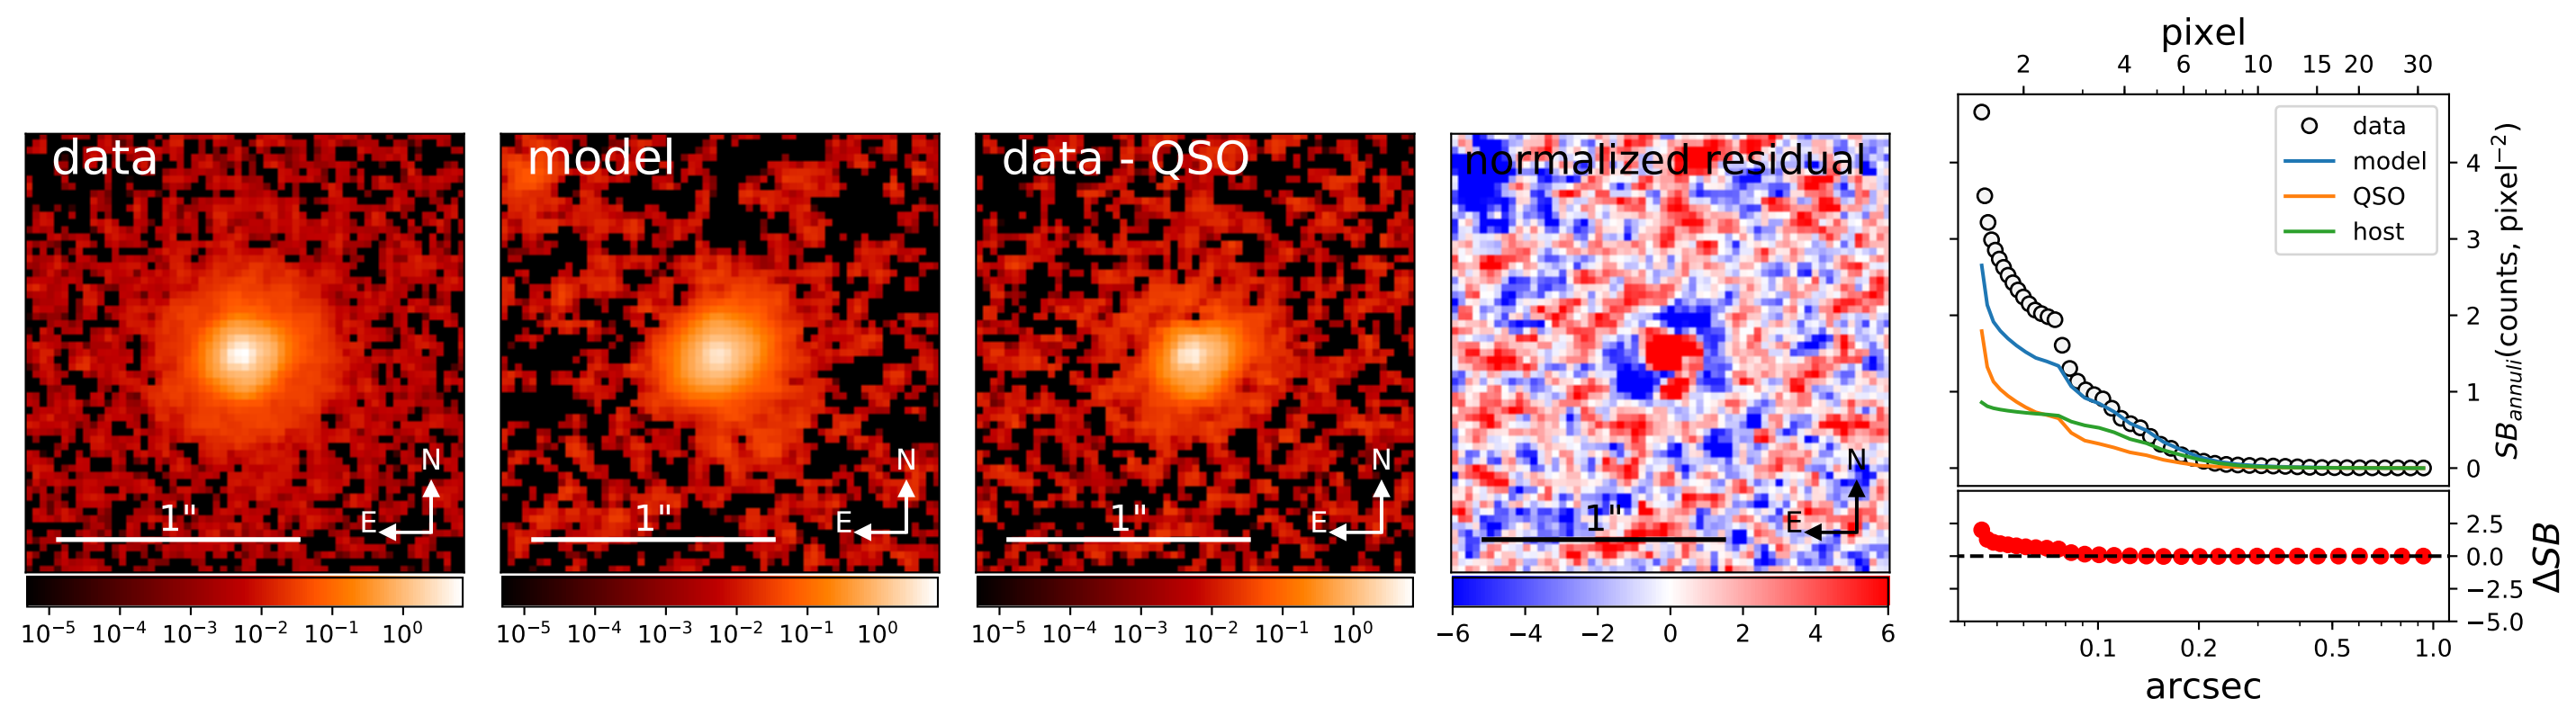 data
N
E
1"
10⁻⁵ 10⁻⁴ 10⁻³ 10⁻² 10⁻¹ 10⁰
model
N
E
1"
10⁻⁵ 10⁻⁴ 10⁻³ 10⁻² 10⁻¹ 10⁰
data - QSO
N
E
1"
10⁻⁵ 10⁻⁴ 10⁻³ 10⁻² 10⁻¹ 10⁰
normalized residual
N
E
1"
−6 −4 −2 0 2 4 6
pixel
2 4 6 10 15 20 30
data
model
QSO
host
4
3
2
1
0
SB_annuli(counts, pixel⁻²)
2.5
0.0
−2.5
−5.0
ΔSB
0.1 0.2 0.5 1.0
arcsec